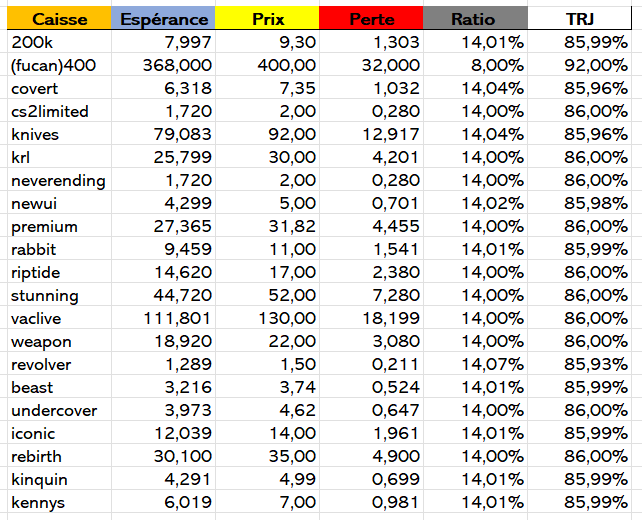 Caisse Espérance Prix Perte Ratio TRJ
200k 7,997 9,30 1,303 14,01% 85,99%
(fucan)400 368,000 400,00 32,000 8,00% 92,00%
covert 6,318 7,35 1,032 14,04% 85,96%
cs2limited 1,720 2,00 0,280 14,00% 86,00%
knives 79,083 92,00 12,917 14,04% 85,96%
krl 25,799 30,00 4,201 14,00% 86,00%
neverending 1,720 2,00 0,280 14,00% 86,00%
newui 4,299 5,00 0,701 14,02% 85,98%
premium 27,365 31,82 4,455 14,00% 86,00%
rabbit 9,459 11,00 1,541 14,01% 85,99%
riptide 14,620 17,00 2,380 14,00% 86,00%
stunning 44,720 52,00 7,280 14,00% 86,00%
vaclive 111,801 130,00 18,199 14,00% 86,00%
weapon 18,920 22,00 3,080 14,00% 86,00%
revolver 1,289 1,50 0,211 14,07% 85,93%
beast 3,216 3,74 0,524 14,01% 85,99%
undercover 3,973 4,62 0,647 14,00% 86,00%
iconic 12,039 14,00 1,961 14,01% 85,99%
rebirth 30,100 35,00 4,900 14,00% 86,00%
kinquin 4,291 4,99 0,699 14,01% 85,99%
kennys 6,019 7,00 0,981 14,01% 85,99%